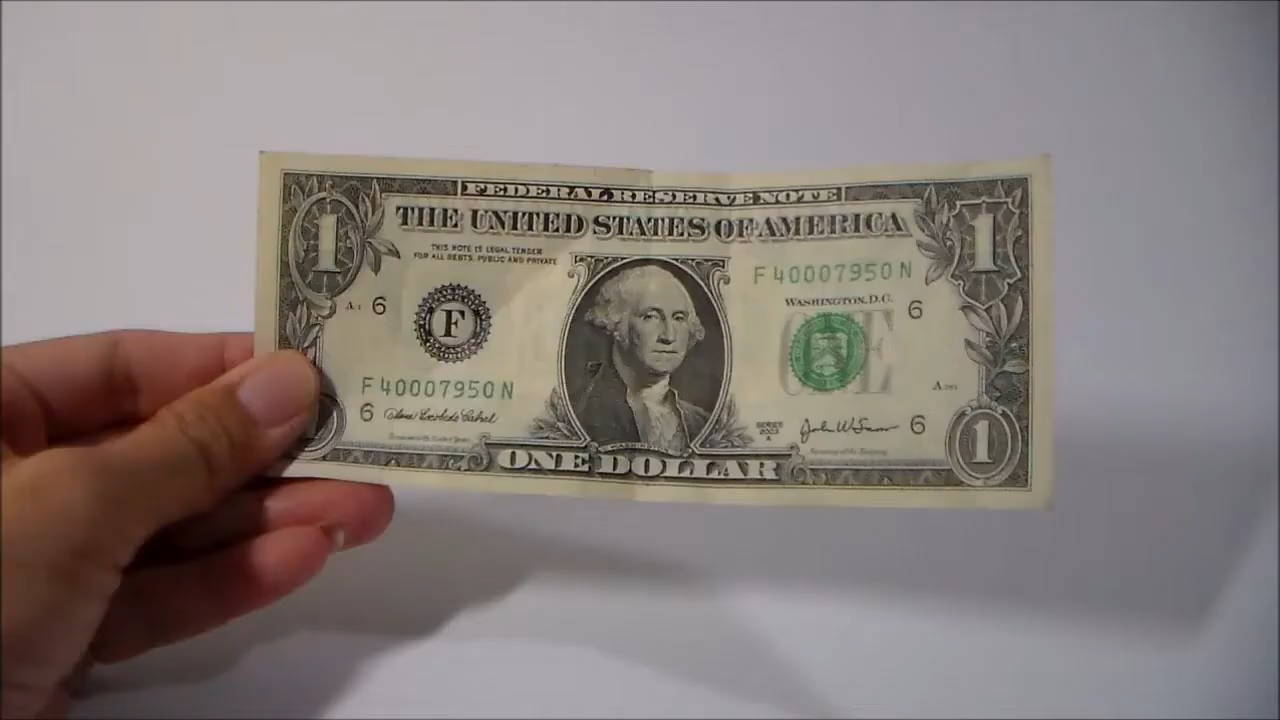 FEDERAL RESERVE NOTE
THE UNITED STATES OF AMERICA
THIS NOTE IS LEGAL TENDER
FOR ALL DEBTS, PUBLIC AND PRIVATE
1
1
F 40007950 N
WASHINGTON, D.C.
6
6
F
F 40007950 N
6
SERIES
2003
A
6
1
ONE DOLLAR